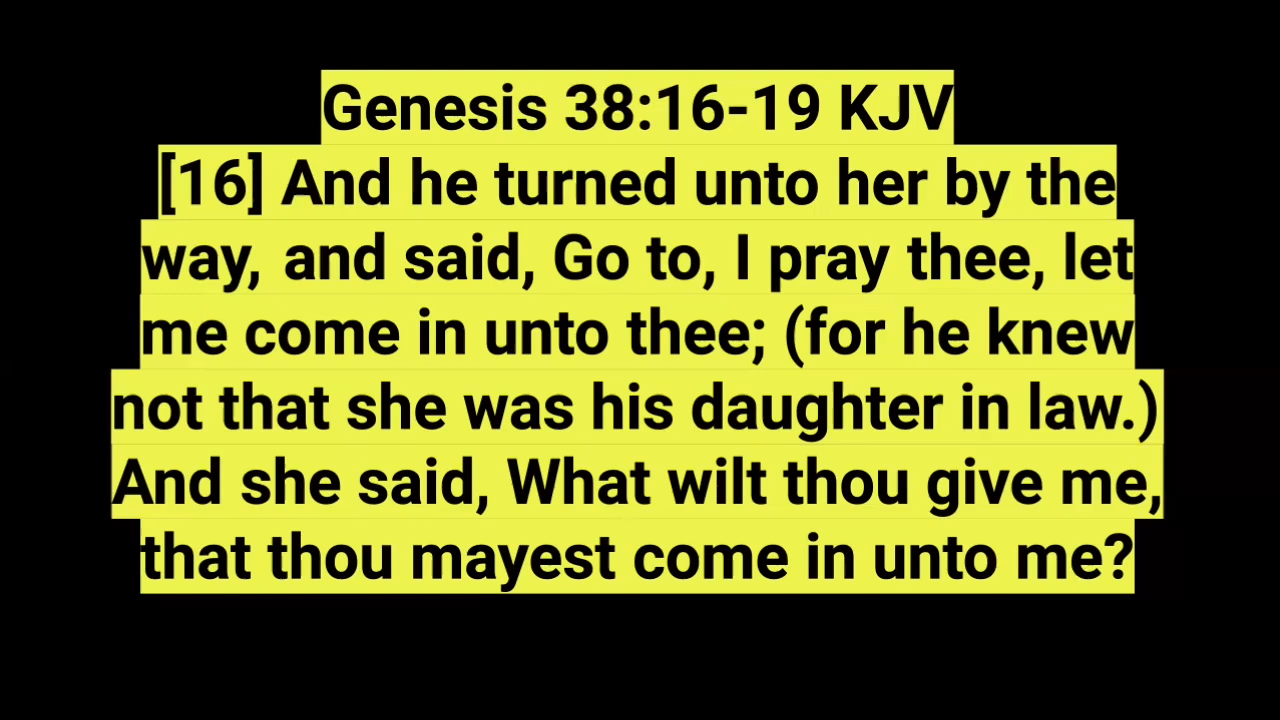 Genesis 38:16-19 KJV
[16] And he turned unto her by the
way, and said, Go to, I pray thee, let
me come in unto thee; (for he knew
not that she was his daughter in law.)
And she said, What wilt thou give me,
that thou mayest come in unto me?